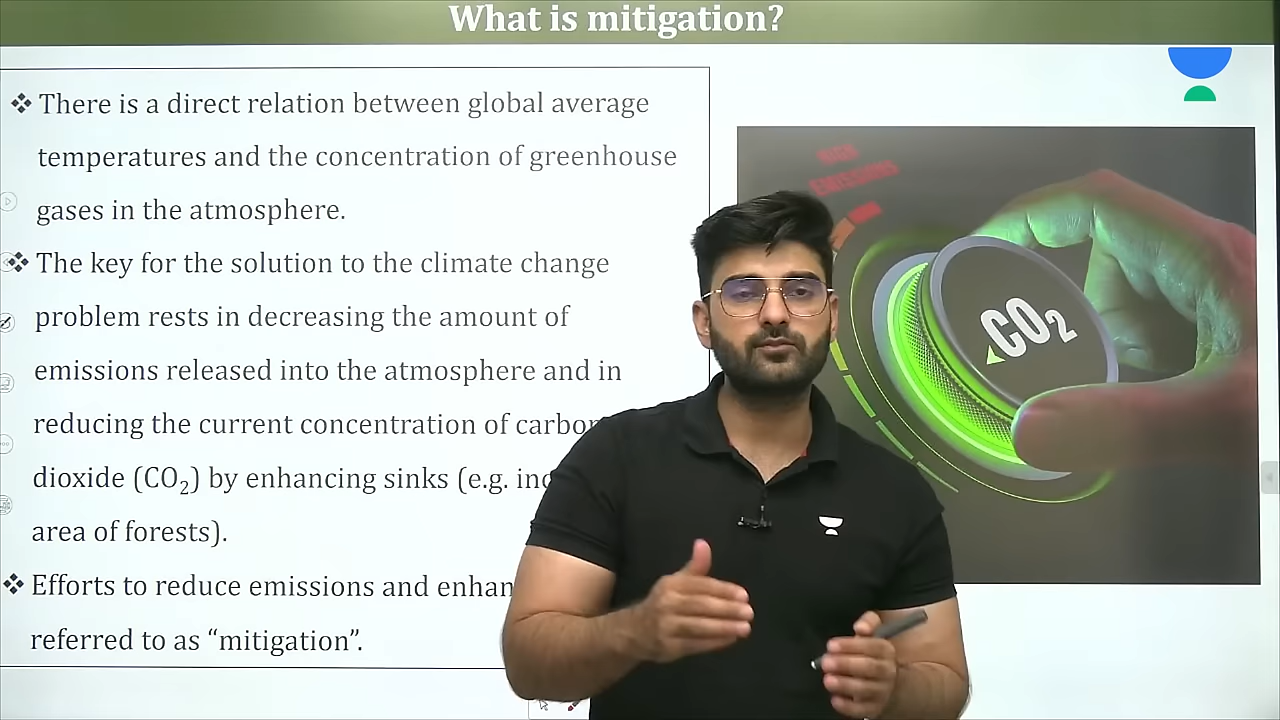 What is mitigation?
❖ There is a direct relation between global average
temperatures and the concentration of greenhouse
gases in the atmosphere.
❖ The key for the solution to the climate change
problem rests in decreasing the amount of
emissions released into the atmosphere and in
reducing the current concentration of carbon
dioxide (CO₂) by enhancing sinks (e.g.
area of forests).
❖ Efforts to reduce emissions and
referred to as “mitigation”.
HIGH
EMISSIONS
CO₂